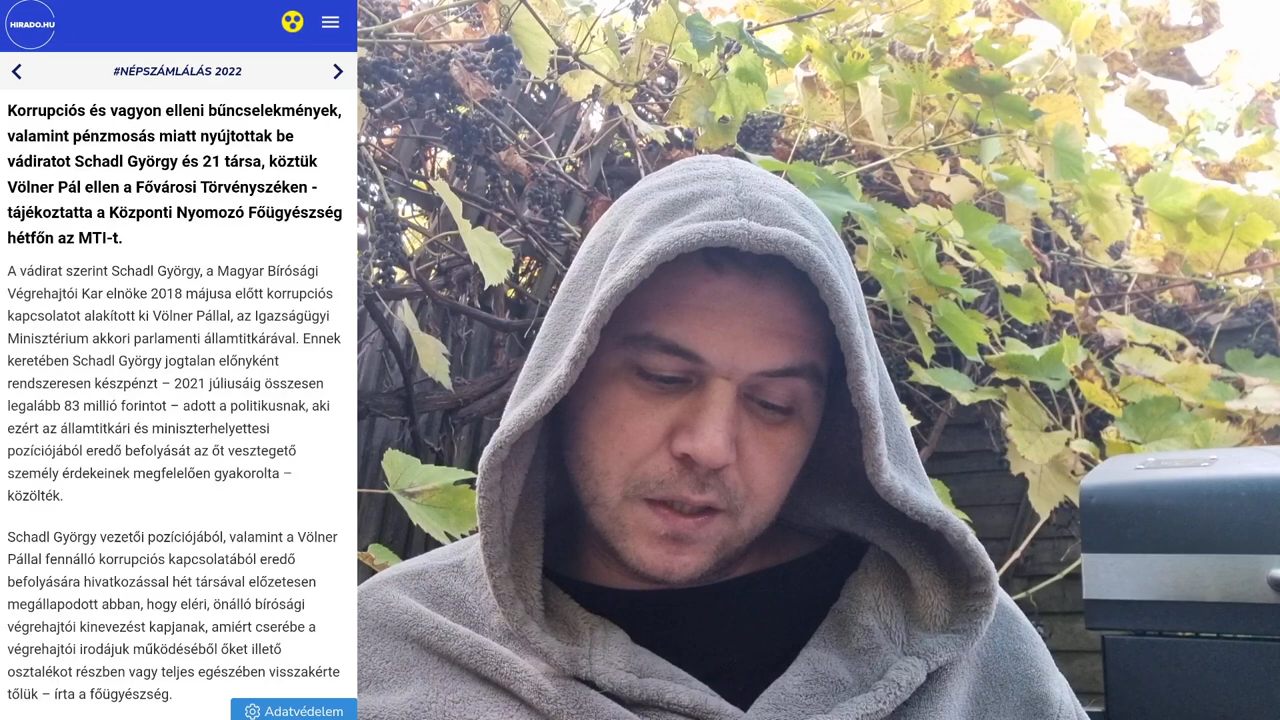 HIRADO.HU
#NÉPSZÁMLÁLÁS 2022
Korrupciós és vagyon elleni bűncselekmények,
valamint pénzmosás miatt nyújtottak be
vádiratot Schadl György és 21 társa, köztük
Völner Pál ellen a Fővárosi Törvényszéken -
tájékoztatta a Központi Nyomozó Főügyészség
hétfőn az MTI-t.
A vádirat szerint Schadl György, a Magyar Bírósági
Végrehajtói Kar elnöke 2018 májusa előtt korrupciós
kapcsolatot alakított ki Völner Pállal, az Igazságügyi
Minisztérium akkori parlamenti államtitkárával. Ennek
keretében Schadl György jogtalan előnyként
rendszeresen készpénzt – 2021 júliusáig összesen
legalább 83 millió forintot – adott a politikusnak, aki
ezért az államtitkári és miniszterhelyettesi
pozíciójából eredő befolyását az őt vesztegető
személy érdekeinek megfelelően gyakorolta –
közölték.
Schadl György vezetői pozíciójából, valamint a Völner
Pállal fennálló korrupciós kapcsolatából eredő
befolyására hivatkozással hét társával előzetesen
megállapodott abban, hogy eléri, önálló bírósági
végrehajtói kinevezést kapjanak, amiért cserébe a
végrehajtói irodájuk működéséből őket illető
osztalékot részben vagy teljes egészében visszakérte
tőlük – írta a főügyészség.
Adatvédelem